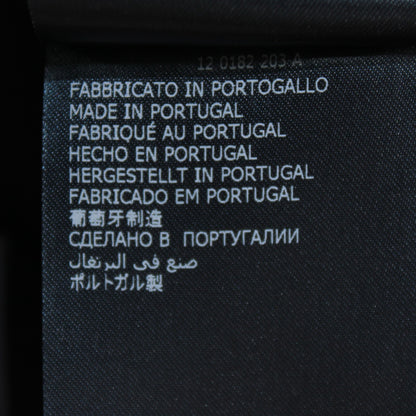 12 0182 203 A
FABBRICATO IN PORTOGALLO
MADE IN PORTUGAL
FABRIQUÉ AU PORTUGAL
HECHO EN PORTUGAL
HERGESTELLT IN PORTUGAL
FABRICADO EM PORTUGAL
葡萄牙制造
СДЕЛАНО В ПОРТУГАЛИИ
صنع في البرتغال
ポルトガル製